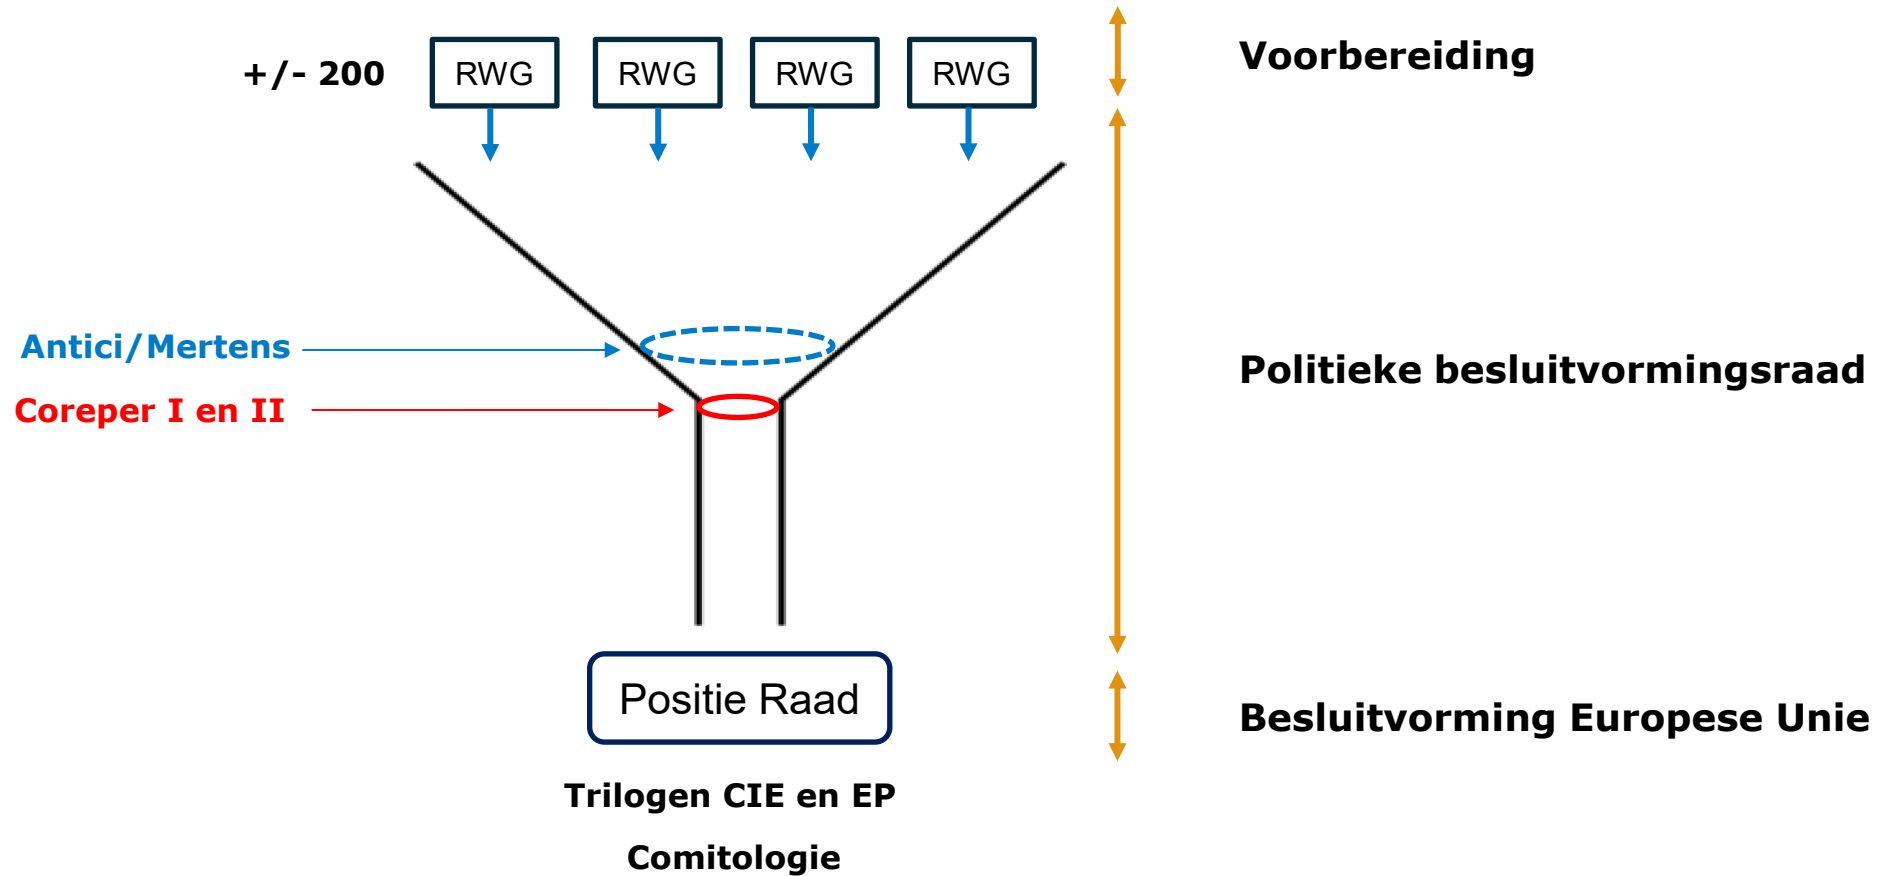 +/- 200
RWG
RWG
RWG
RWG
Voorbereiding
Antici/Mertens
Politieke besluitvormingsraad
Coreper I en II
Positie Raad
Besluitvorming Europese Unie
Trilogen CIE en EP
Comitologie